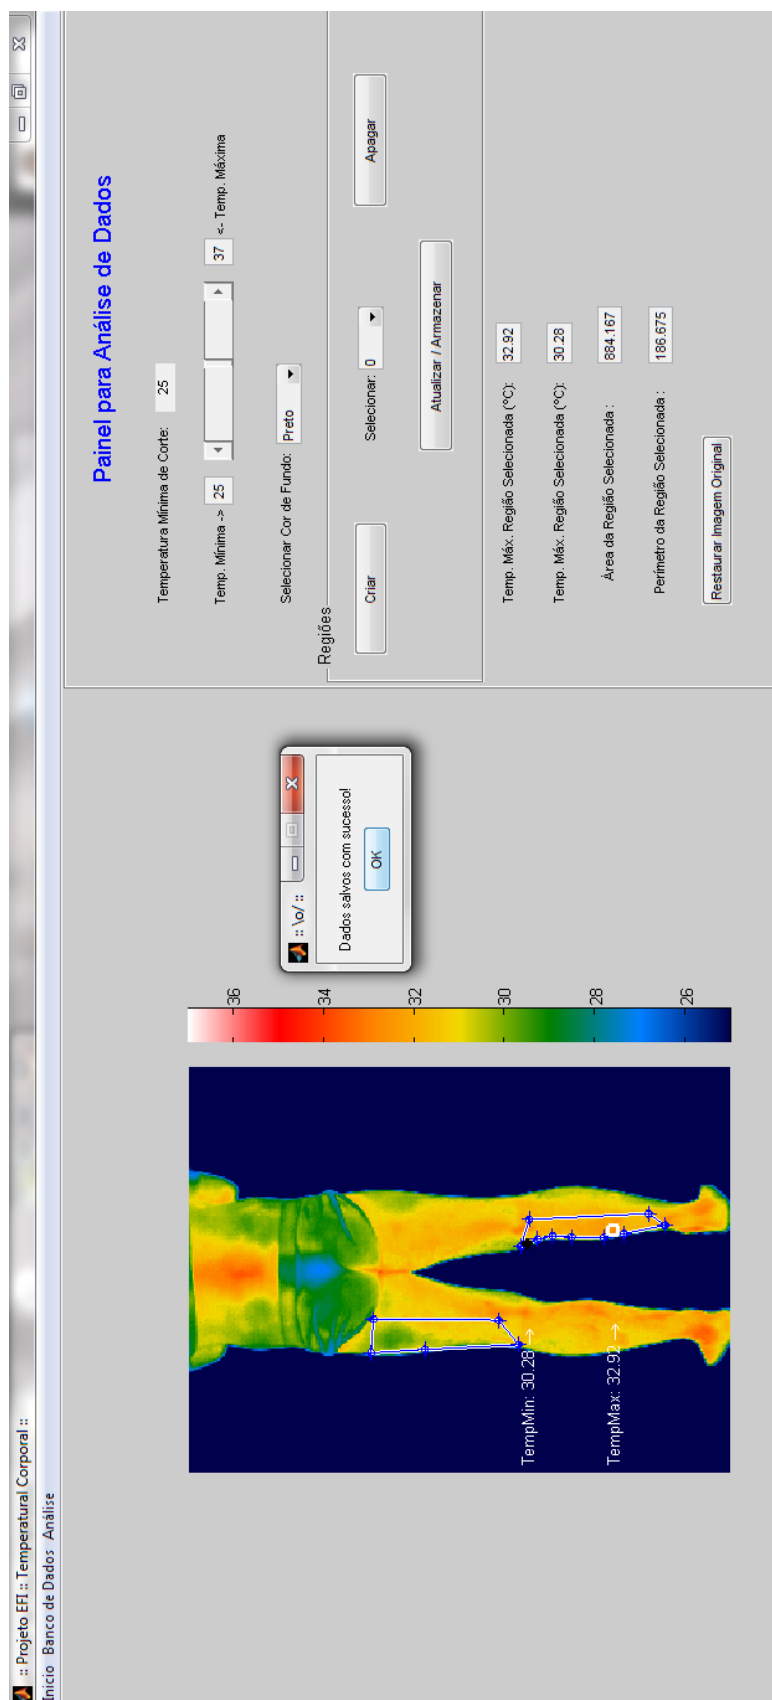 :: Projeto EFI :: Temperatural Corporal ::
Inicio Banco de Dados Análise
Painel para Análise de Dados
Temperatura Mínima de Corte: 25
Temp. Mínima -> 25 37 <- Temp. Máxima
Selecionar Cor de Fundo: Preto
Regiões
Criar Selecionar: 0 Apagar
Atualizar / Armazenar
Temp. Máx. Região Selecionada (ºC): 32.92
Temp. Máx. Região Selecionada (ºC): 30.28
Área da Região Selecionada : 884.167
Perímetro da Região Selecionada : 186.675
Restaurar Imagem Original
:: \o/ ::
Dados salvos com sucesso!
OK
36
34
32
30
28
26
TempMin: 30.28 →
TempMax: 32.92 →